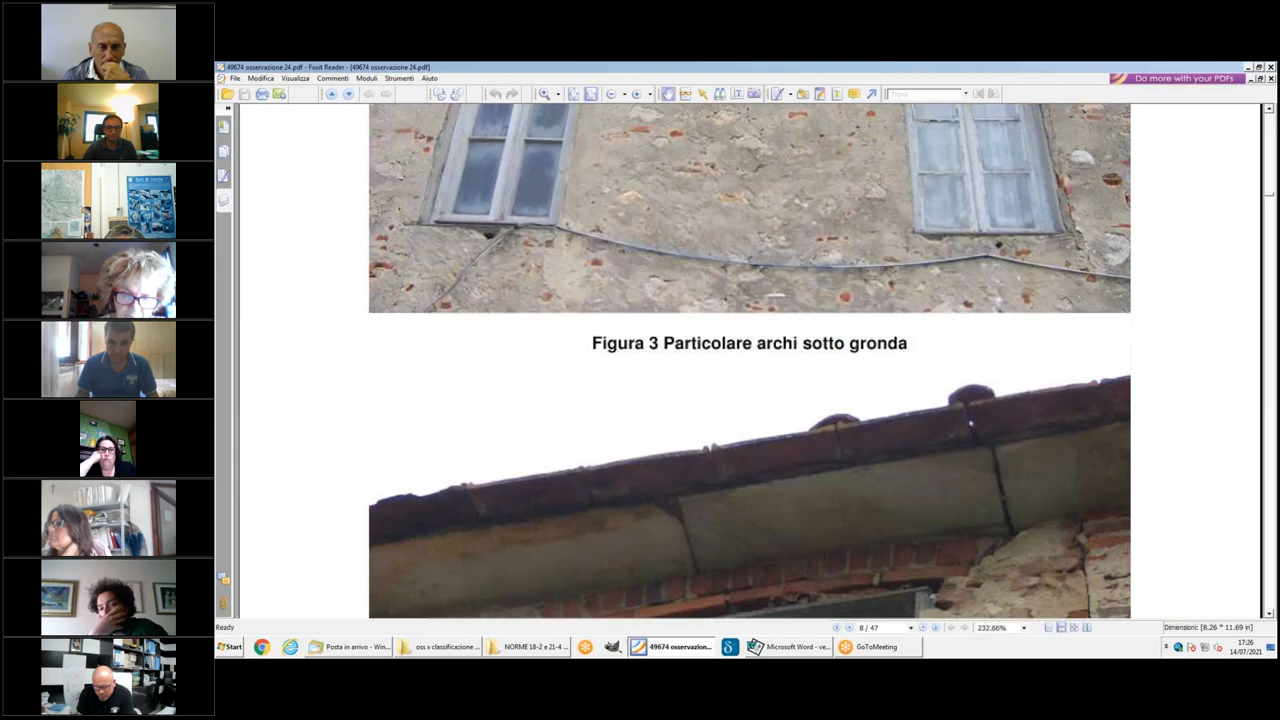 49674 osservazione 24.pdf - Foxit Reader - [49674 osservazione 24.pdf]
File Modifica Visualizza Commenti Moduli Strumenti Aiuto
Do more with your PDFs
Figura 3 Particolare archi sotto gronda
Ready
8 / 47
232.66%
Dimensioni: [8.26 * 11.69 in]
Start
Posta in arrivo - Win...
oss x classificazione ...
NORME 18-2 e 21-4 ...
49674 osservazion...
Microsoft Word - ve...
GoToMeeting
17:26
14/07/2021